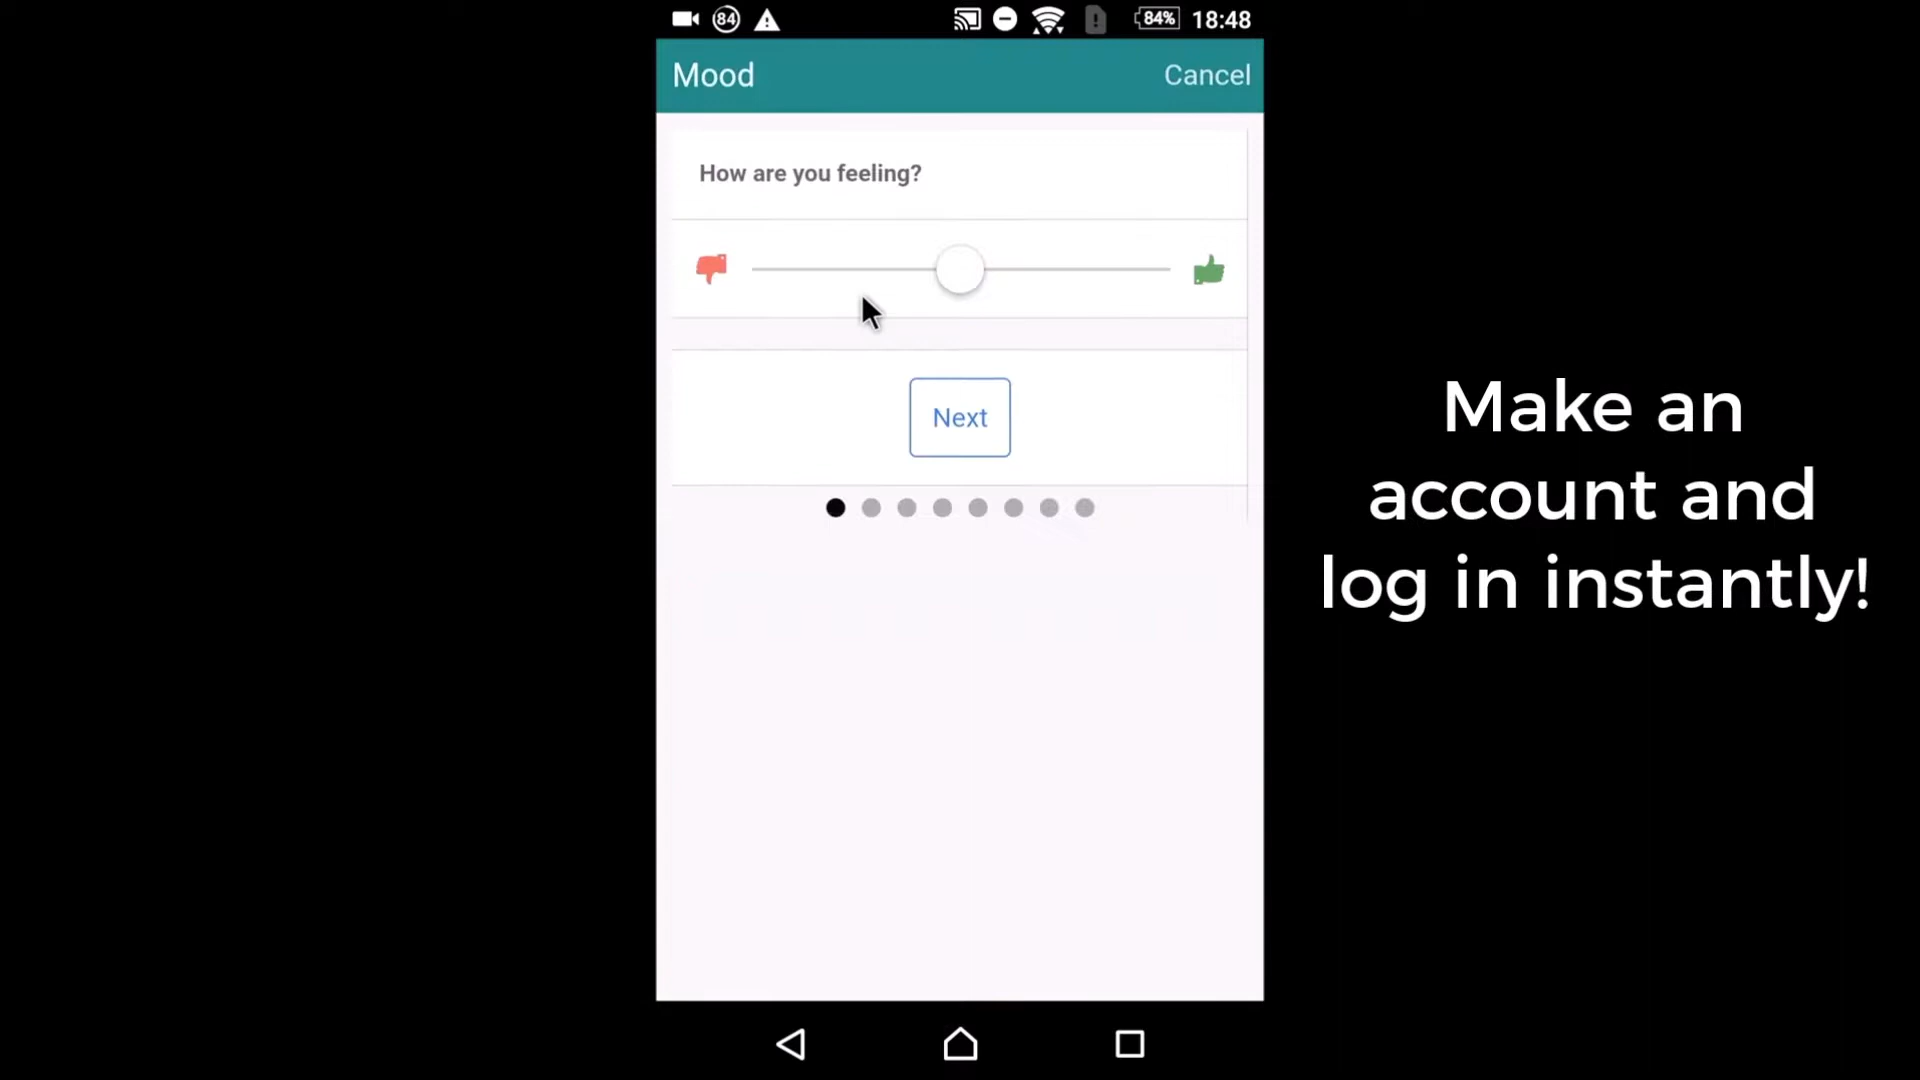 84 84% 18:48
Mood Cancel
How are you feeling?
Next
Make an
account and
log in instantly!